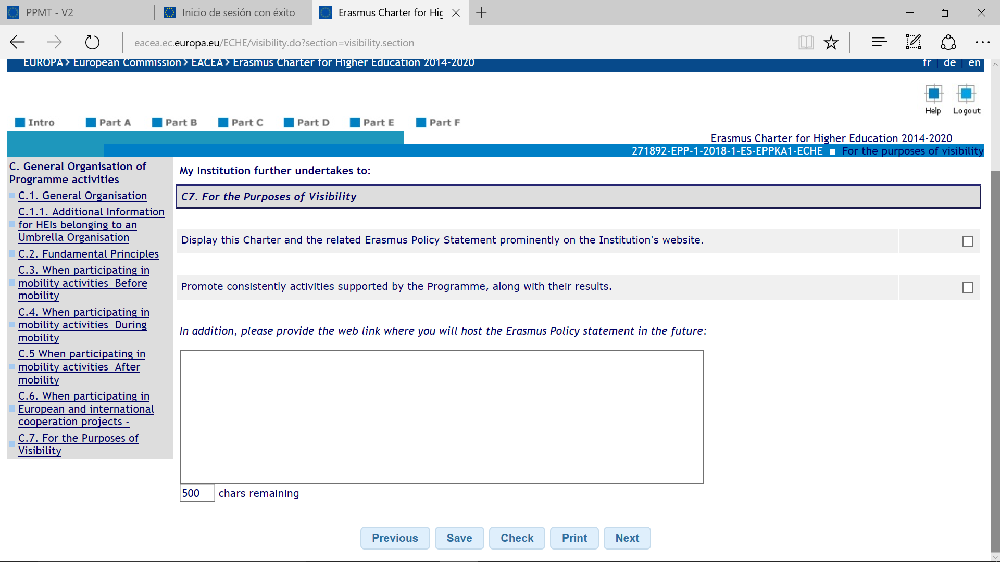 PPMT - V2
Inicio de sesión con éxito
Erasmus Charter for Hig
eacea.ec.europa.eu/ECHE/visibility.do?section=visibility.section
EUROPA > European Commission > EACEA > Erasmus Charter for Higher Education 2014-2020
fr | de | en
Help Logout
Intro Part A Part B Part C Part D Part E Part F
Erasmus Charter for Higher Education 2014-2020
271892-EPP-1-2018-1-ES-EPPKA1-ECHE ■ For the purposes of visibility
C. General Organisation of
Programme activities
C.1. General Organisation
C.1.1. Additional Information
for HEIs belonging to an
Umbrella Organisation
C.2. Fundamental Principles
C.3. When participating in
mobility activities Before
mobility
C.4. When participating in
mobility activities During
mobility
C.5 When participating in
mobility activities After
mobility
C.6. When participating in
European and international
cooperation projects -
C.7. For the Purposes of
Visibility
My Institution further undertakes to:
C7. For the Purposes of Visibility
Display this Charter and the related Erasmus Policy Statement prominently on the Institution's website.
Promote consistently activities supported by the Programme, along with their results.
In addition, please provide the web link where you will host the Erasmus Policy statement in the future:
500 chars remaining
Previous Save Check Print Next